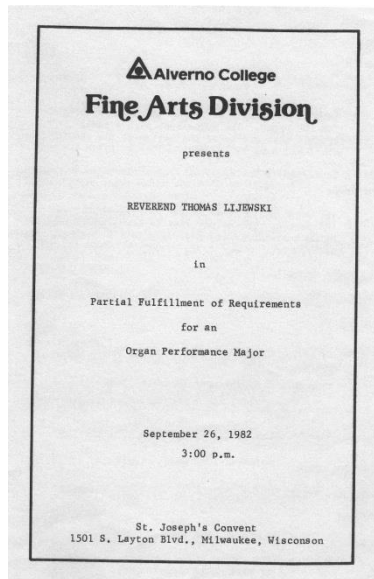 Alverno College
Fine Arts Division
presents
REVEREND THOMAS LIJEWSKI
in
Partial Fulfillment of Requirements
for an
Organ Performance Major
September 26, 1982
3:00 p.m.
St. Joseph's Convent
1501 S. Layton Blvd., Milwaukee, Wisconson